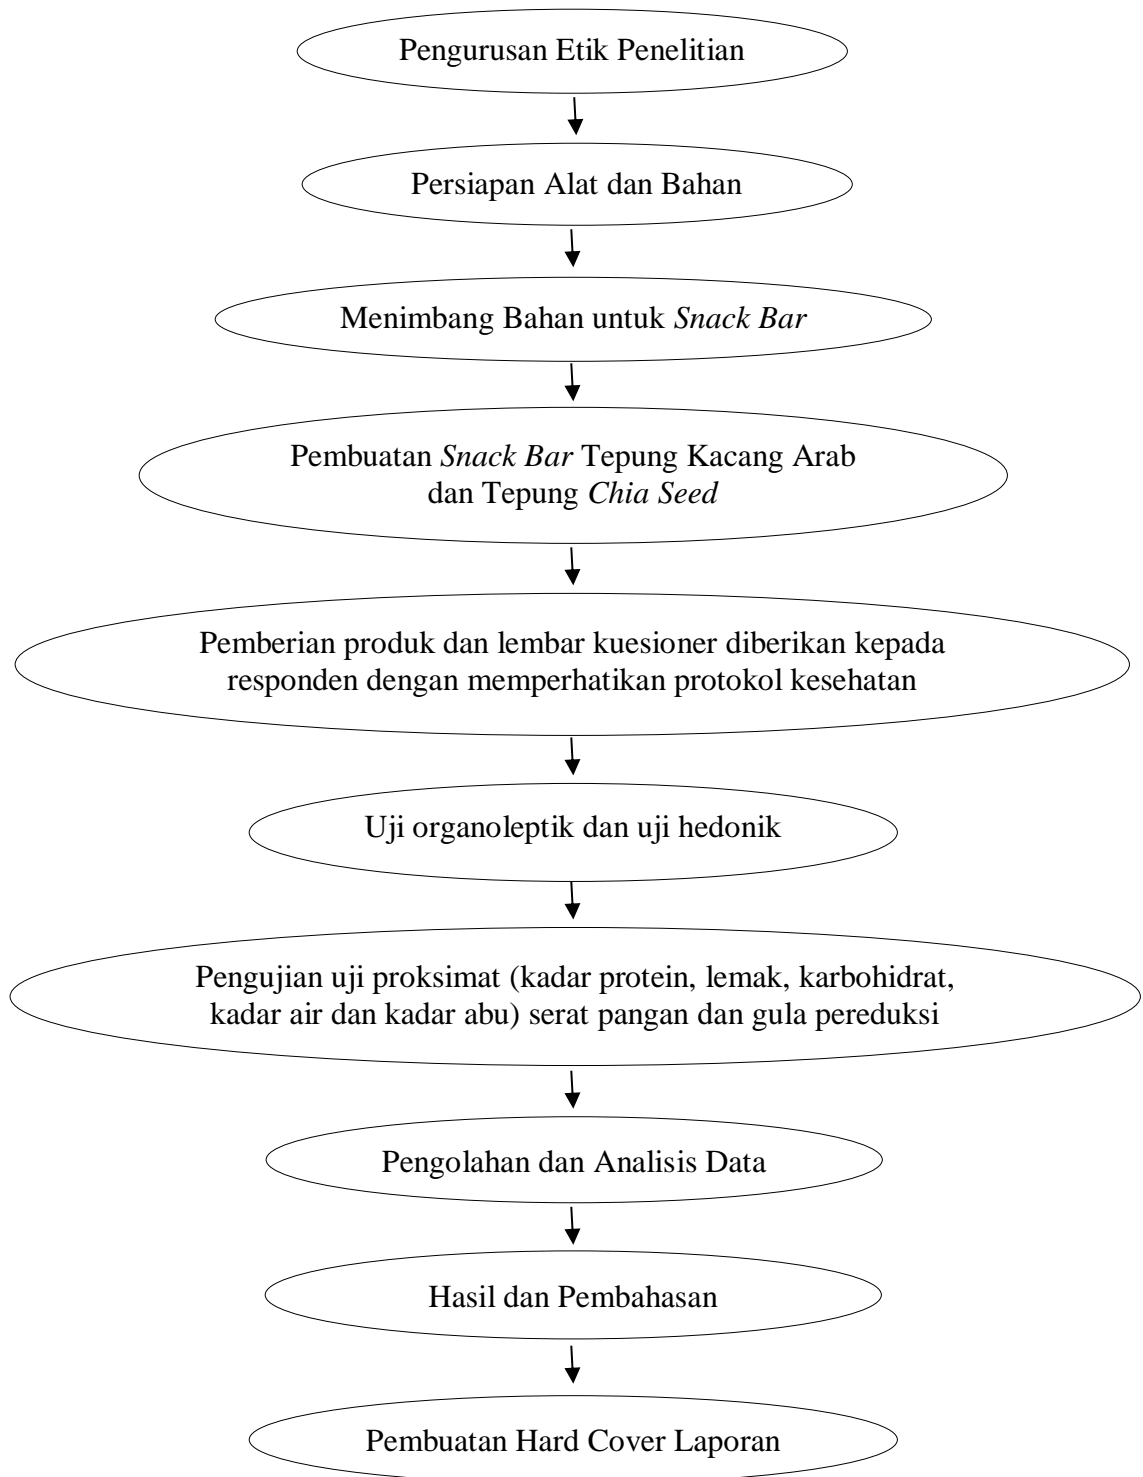 Pengurusan Etik Penelitian
Persiapan Alat dan Bahan
Menimbang Bahan untuk Snack Bar
Pembuatan Snack Bar Tepung Kacang Arab
dan Tepung Chia Seed
Pemberian produk dan lembar kuesioner diberikan kepada
responden dengan memperhatikan protokol kesehatan
Uji organoleptik dan uji hedonik
Pengujian uji proksimat (kadar protein, lemak, karbohidrat,
kadar air dan kadar abu) serat pangan dan gula pereduksi
Pengolahan dan Analisis Data
Hasil dan Pembahasan
Pembuatan Hard Cover Laporan